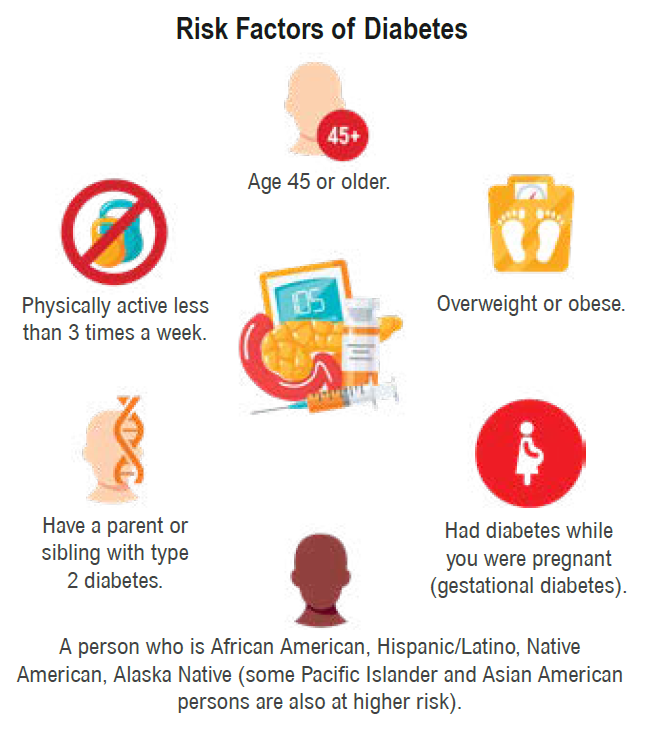 Risk Factors of Diabetes
45+
Age 45 or older.
Physically active less
than 3 times a week.
Overweight or obese.
105
Have a parent or
sibling with type
2 diabetes.
Had diabetes while
you were pregnant
(gestational diabetes).
A person who is African American, Hispanic/Latino, Native
American, Alaska Native (some Pacific Islander and Asian American
persons are also at higher risk).